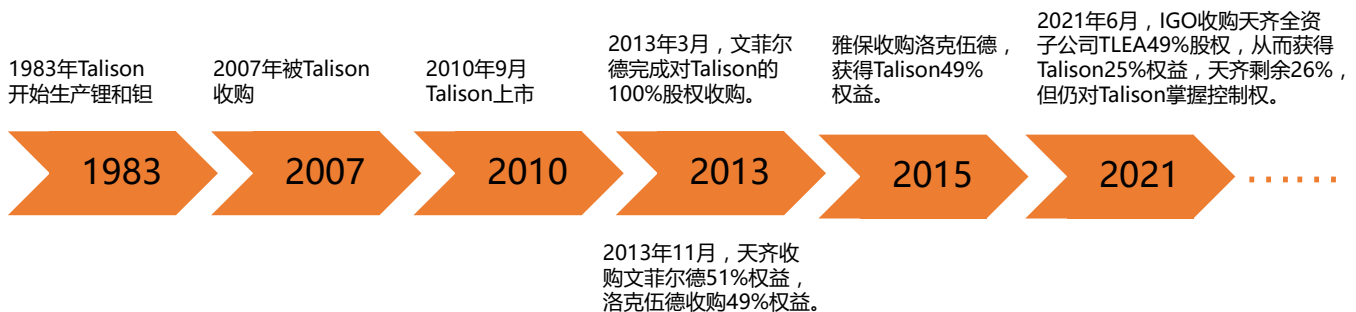 1983年Talison
开始生产锂和钽
2007年被Talison
收购
2010年9月
Talison上市
2013年3月，文菲尔
德完成对Talison的
100%股权收购。
雅保收购洛克伍德，
获得Talison49%
权益。
2021年6月，IGO收购天齐全资
子公司TLEA49%股权，从而获得
Talison25%权益，天齐剩余26%，
但仍对Talison掌握控制权。
1983
2007
2010
2013
2015
2021
......
2013年11月，天齐收
购文菲尔德51%权益，
洛克伍德收购49%权益。